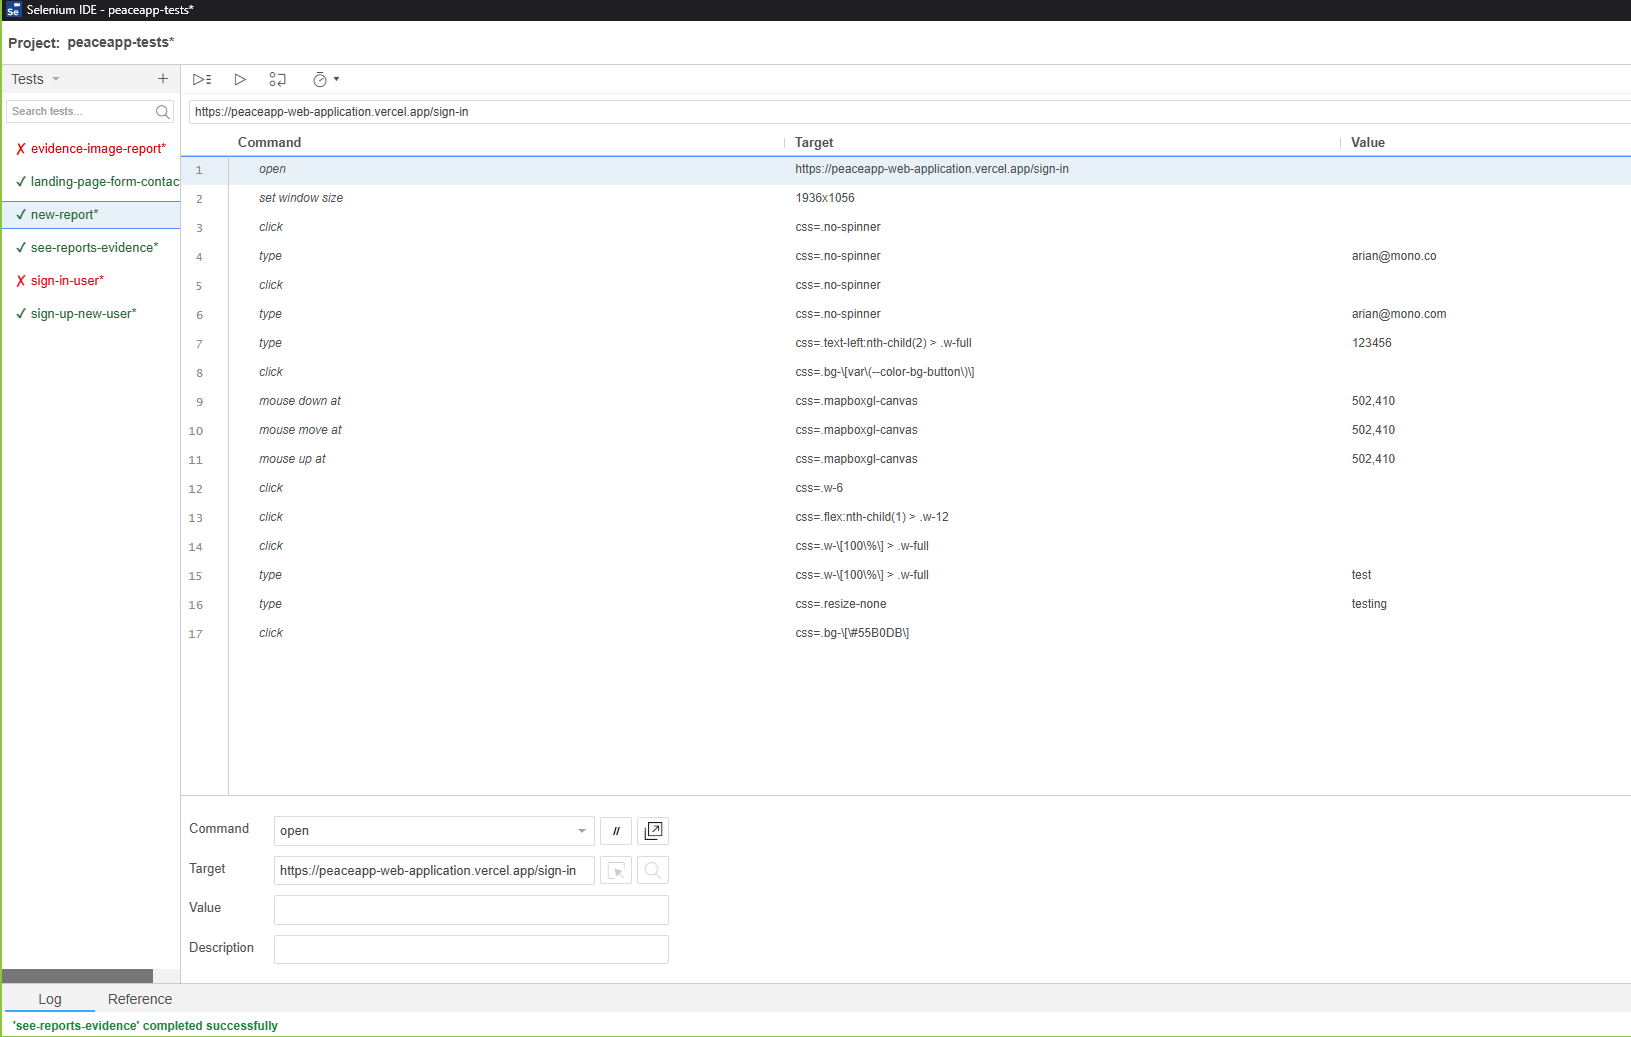 Se Selenium IDE - peaceapp-tests*
Project: peaceapp-tests*
Tests
Search tests...
https://peaceapp-web-application.vercel.app/sign-in
✗ evidence-image-report*
✓ landing-page-form-contac
✓ new-report*
✓ see-reports-evidence*
✗ sign-in-user*
✓ sign-up-new-user*
Command Target Value
1 open https://peaceapp-web-application.vercel.app/sign-in
2 set window size 1936x1056
3 click css=.no-spinner
4 type css=.no-spinner arian@mono.co
5 click css=.no-spinner
6 type css=.no-spinner arian@mono.com
7 type css=.text-left:nth-child(2) > .w-full 123456
8 click css=.bg-\[var\(--color-bg-button\)\]
9 mouse down at css=.mapboxgl-canvas 502,410
10 mouse move at css=.mapboxgl-canvas 502,410
11 mouse up at css=.mapboxgl-canvas 502,410
12 click css=.w-6
13 click css=.flex:nth-child(1) > .w-12
14 click css=.w-\[100\%\] > .w-full
15 type css=.w-\[100\%\] > .w-full test
16 type css=.resize-none testing
17 click css=.bg-\[\#55B0DB\]
Command open //
Target https://peaceapp-web-application.vercel.app/sign-in
Value
Description
Log Reference
'see-reports-evidence' completed successfully